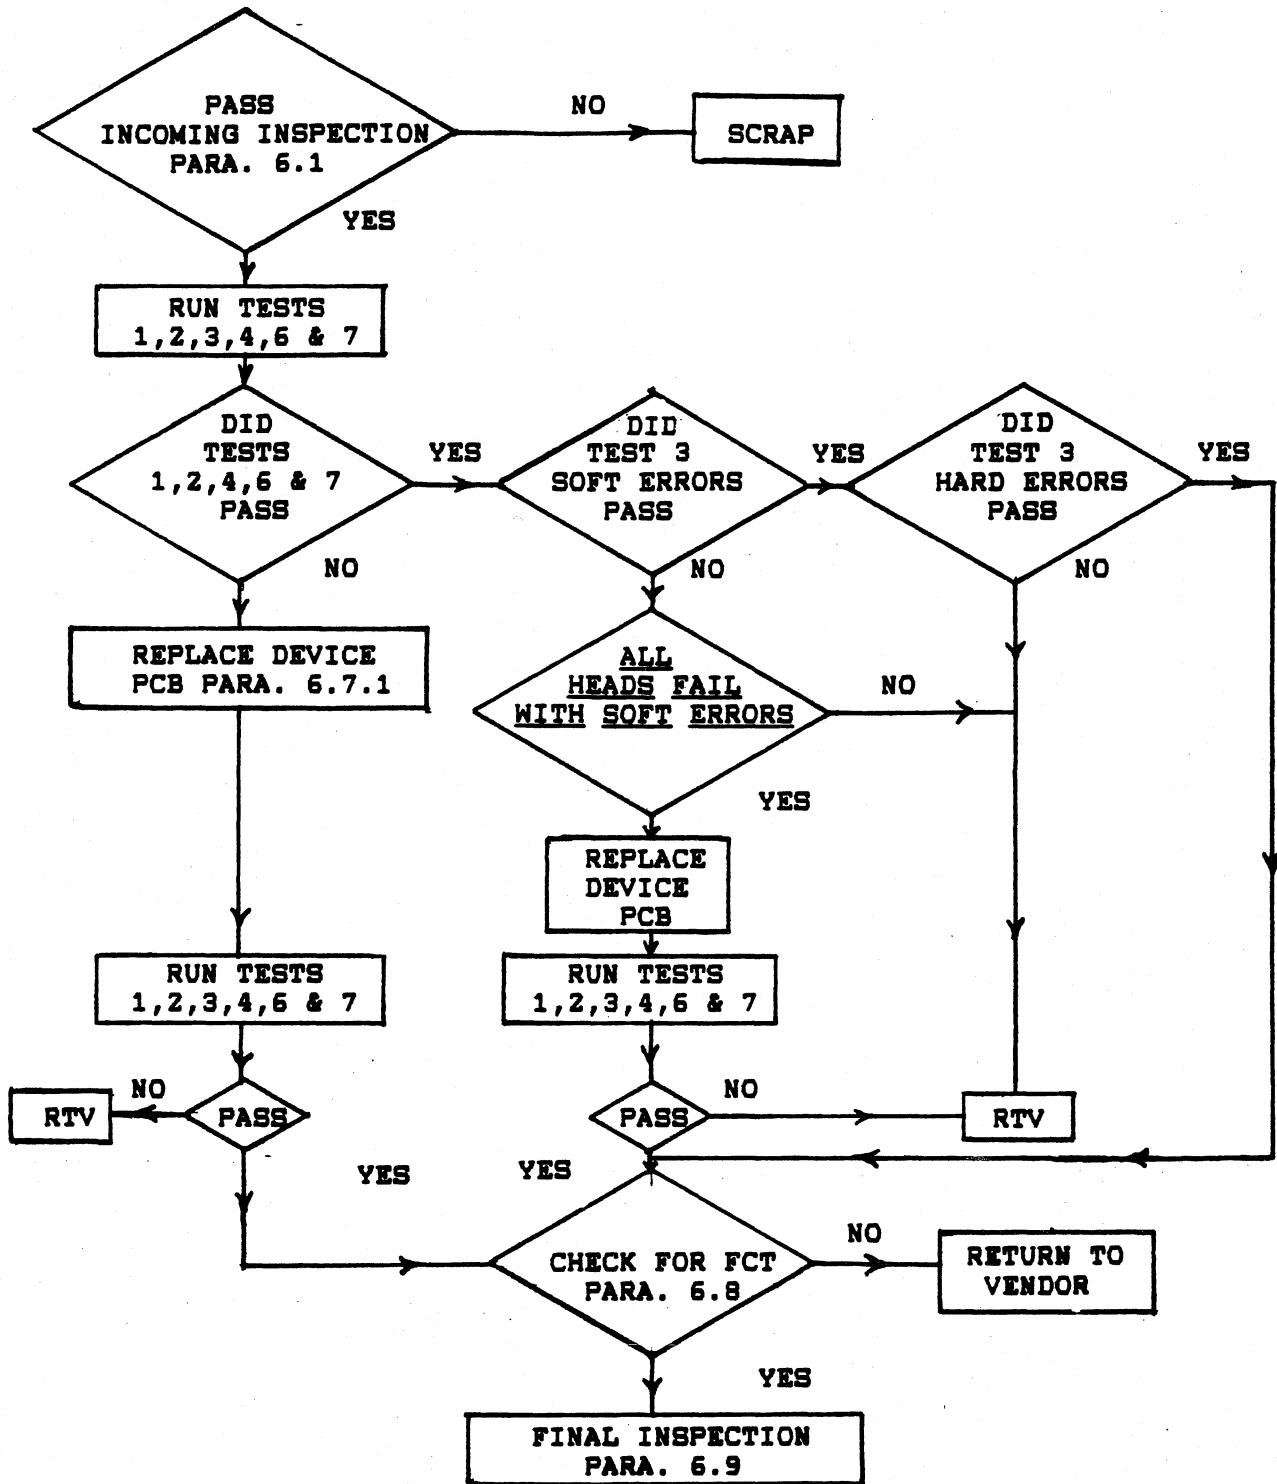 PASS
INCOMING INSPECTION
PARA. 6.1
NO
SCRAP
YES
RUN TESTS
1,2,3,4,6 & 7
DID
TESTS
1,2,4,6 & 7
PASS
YES
DID
TEST 3
SOFT ERRORS
PASS
YES
DID
TEST 3
HARD ERRORS
PASS
YES
NO
NO
NO
REPLACE DEVICE
PCB PARA. 6.7.1
ALL
HEADS FAIL
WITH SOFT ERRORS
NO
YES
REPLACE
DEVICE
PCB
RUN TESTS
1,2,3,4,6 & 7
RUN TESTS
1,2,3,4,6 & 7
RTV
NO
PASS
PASS
NO
RTV
YES
YES
CHECK FOR FCT
PARA. 6.8
NO
RETURN TO
VENDOR
YES
FINAL INSPECTION
PARA. 6.9